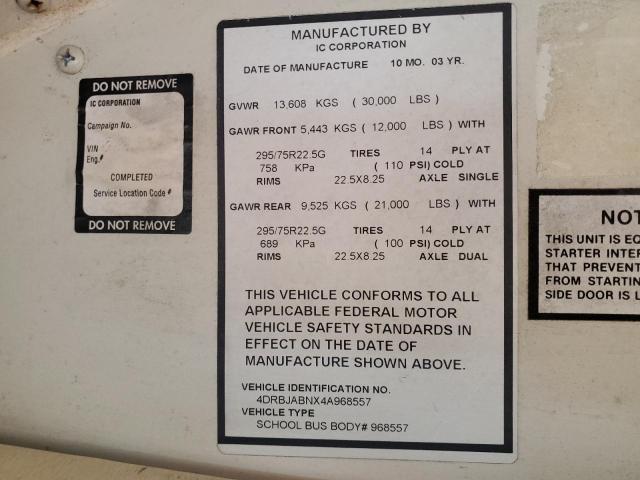 DO NOT REMOVE
IC CORPORATION
Campaign No.
VIN
Eng.#
COMPLETED
Service Location Code #
DO NOT REMOVE
MANUFACTURED BY
IC CORPORATION
DATE OF MANUFACTURE 10 MO. 03 YR.
GVWR 13,608 KGS ( 30,000 LBS )
GAWR FRONT 5,443 KGS ( 12,000 LBS ) WITH
295/75R22.5G TIRES 14 PLY AT
758 KPa ( 110 PSI) COLD
RIMS 22.5X8.25 AXLE SINGLE
GAWR REAR 9,525 KGS ( 21,000 LBS ) WITH
295/75R22.5G TIRES 14 PLY AT
689 KPa ( 100 PSI) COLD
RIMS 22.5X8.25 AXLE DUAL
THIS VEHICLE CONFORMS TO ALL
APPLICABLE FEDERAL MOTOR
VEHICLE SAFETY STANDARDS IN
EFFECT ON THE DATE OF
MANUFACTURE SHOWN ABOVE.
VEHICLE IDENTIFICATION NO.
4DRBJABNX4A968557
VEHICLE TYPE
SCHOOL BUS BODY# 968557
NOT
THIS UNIT IS EQ
STARTER INTER
THAT PREVENT
FROM STARTIN
SIDE DOOR IS L